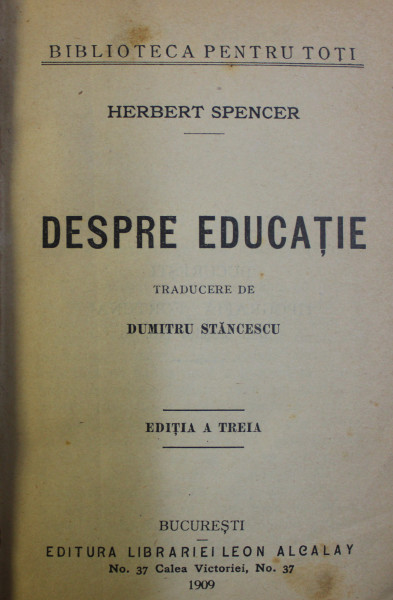 BIBLIOTECA PENTRU TOȚI
HERBERT SPENCER
DESPRE EDUCAȚIE
TRADUCERE DE
DUMITRU STĂNCESCU
EDIȚIA A TREIA
BUCUREȘTI
EDITURA LIBRARIEI LEON ALCALAY
No. 37 Calea Victoriei, No. 37
1909